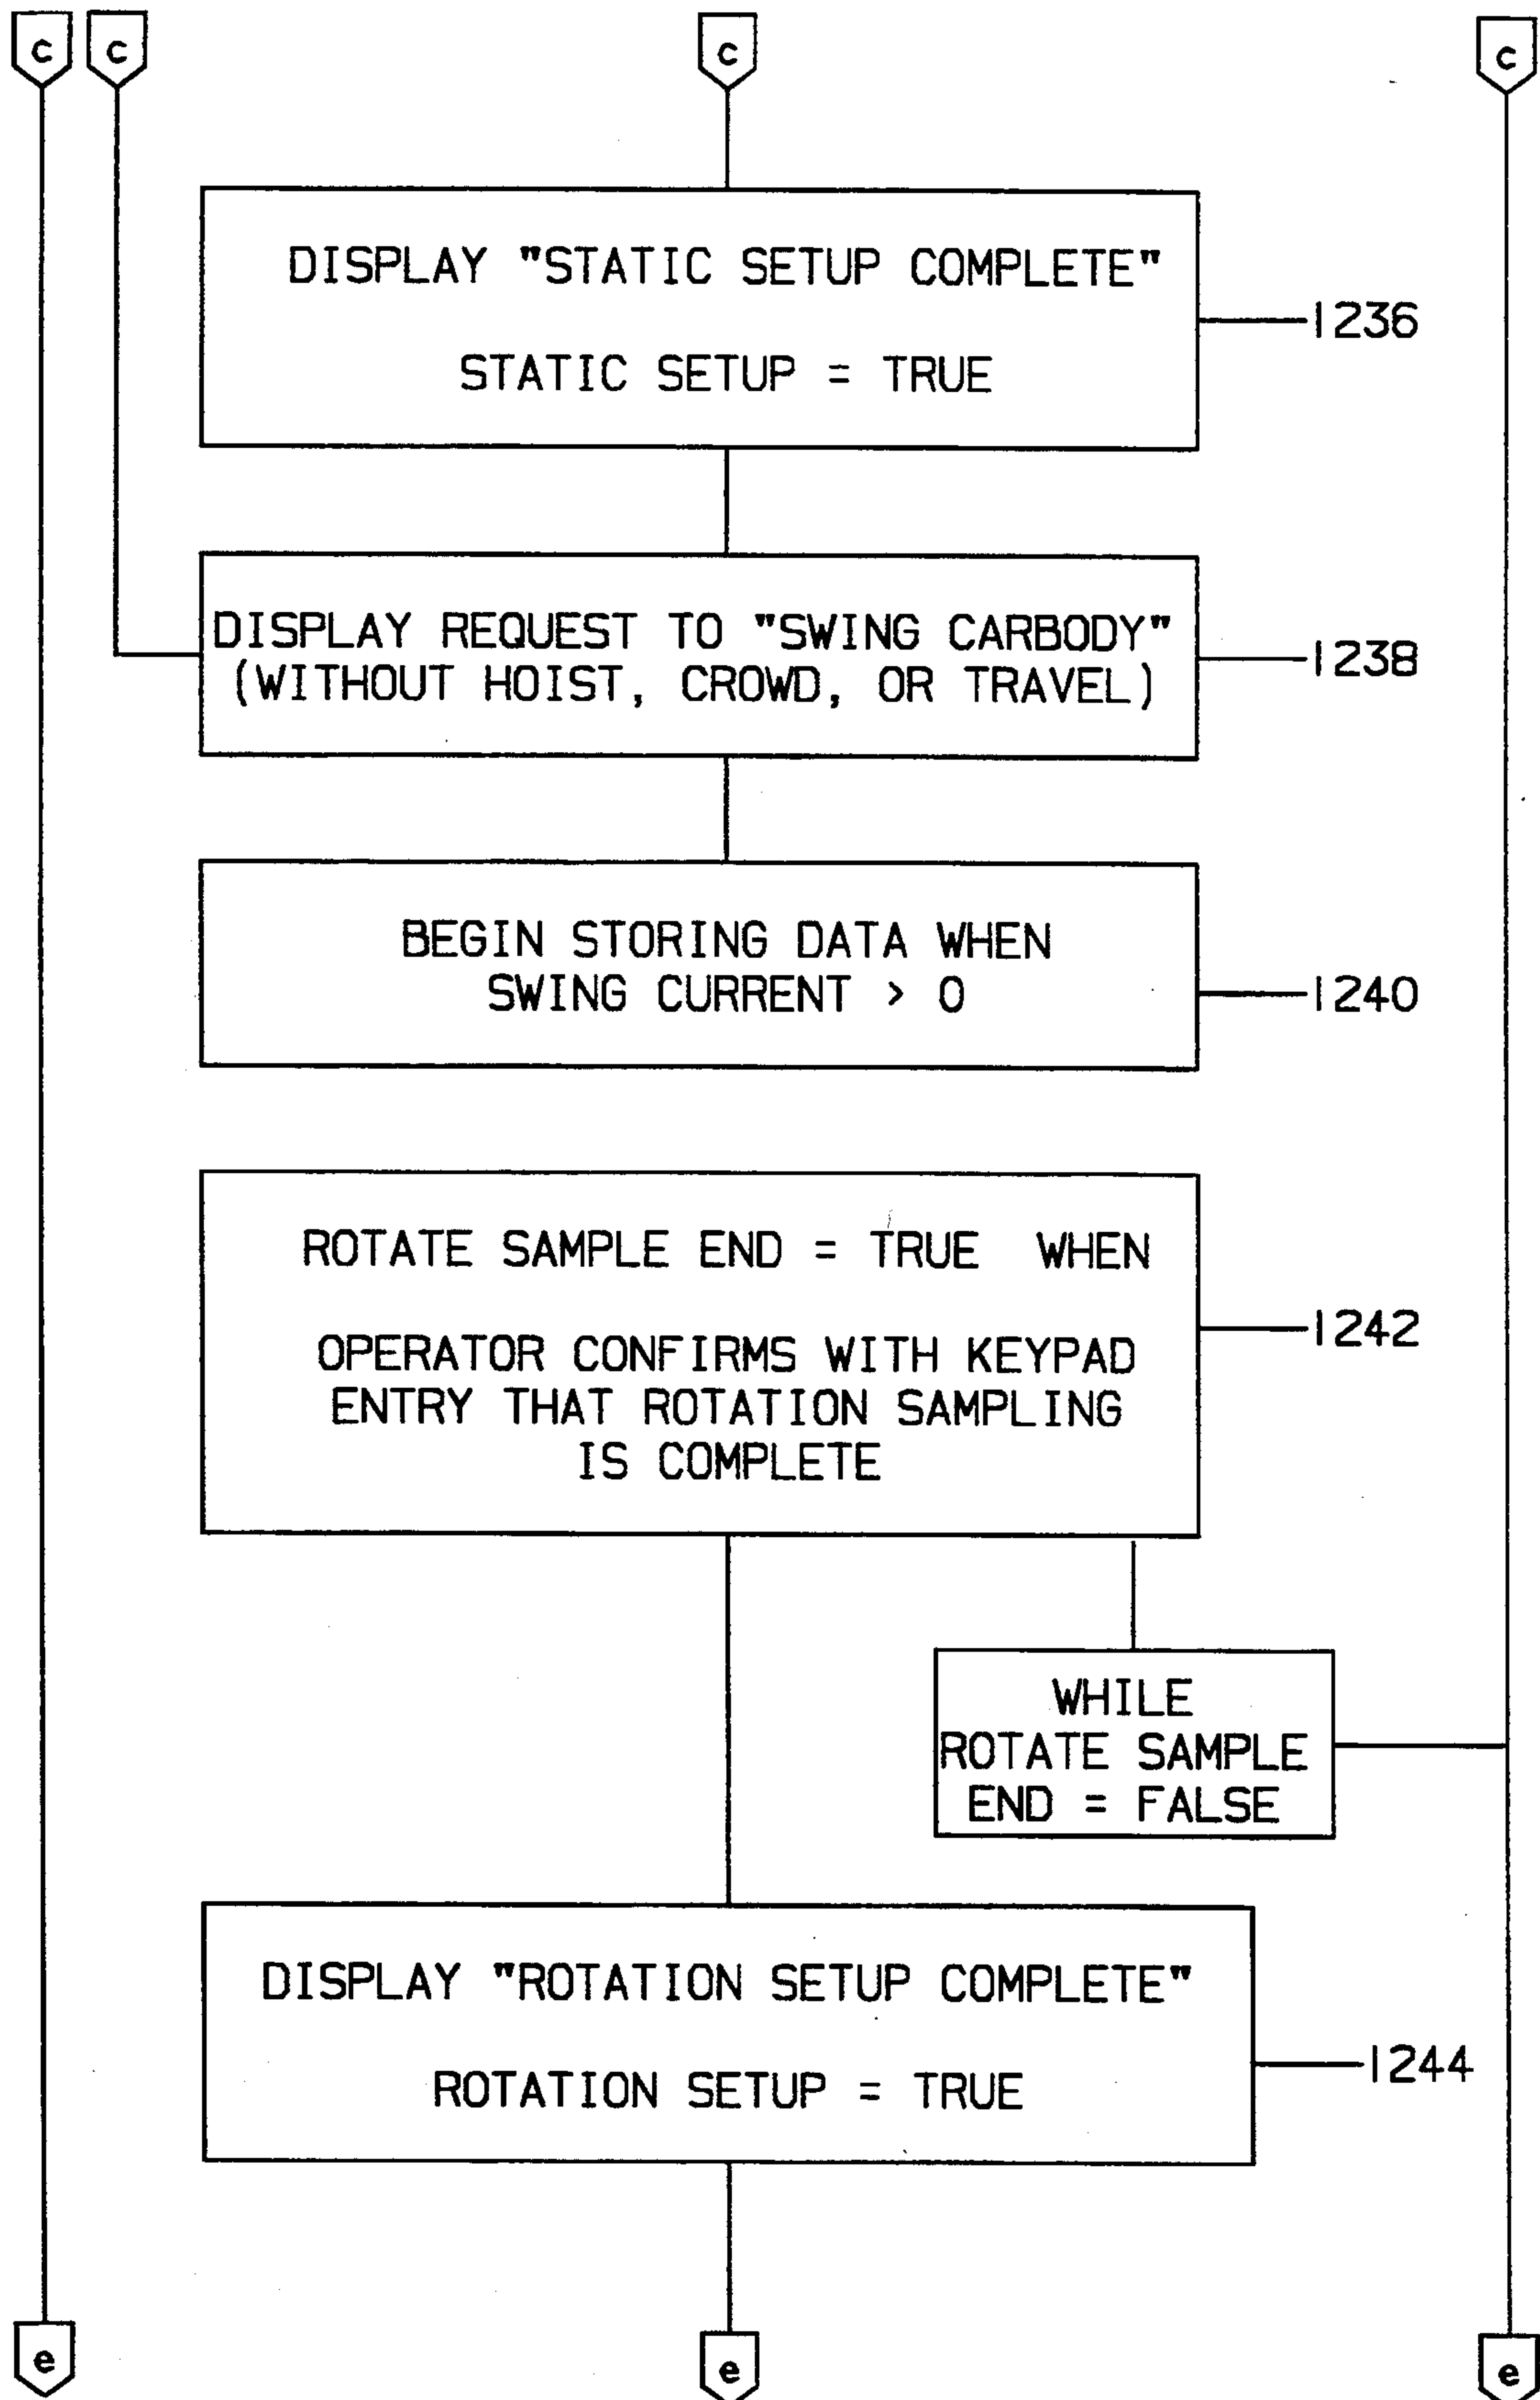 c c c c
DISPLAY "STATIC SETUP COMPLETE"
STATIC SETUP = TRUE
1236
DISPLAY REQUEST TO "SWING CARBODY"
(WITHOUT HOIST, CROWD, OR TRAVEL)
1238
BEGIN STORING DATA WHEN
SWING CURRENT > 0
1240
ROTATE SAMPLE END = TRUE WHEN
OPERATOR CONFIRMS WITH KEYPAD
ENTRY THAT ROTATION SAMPLING
IS COMPLETE
1242
WHILE
ROTATE SAMPLE
END = FALSE
DISPLAY "ROTATION SETUP COMPLETE"
ROTATION SETUP = TRUE
1244
e e e